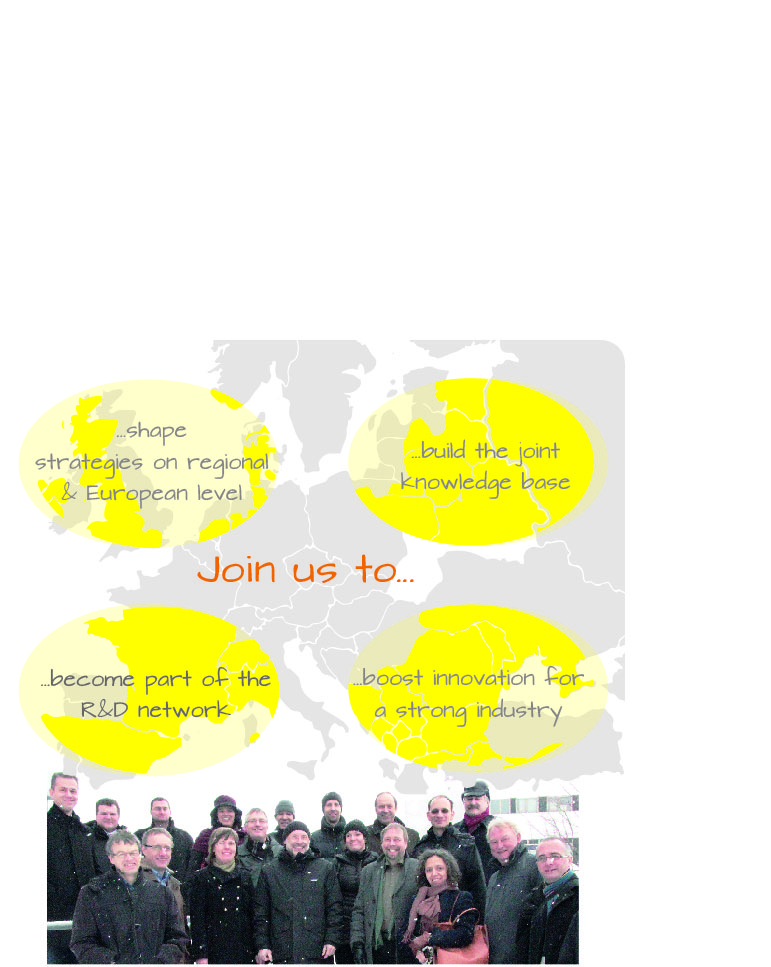 ...shape
strategies on regional
& European level
...build the joint
knowledge base
Join us to...
...become part of the
R&D network
...boost innovation for
a strong industry